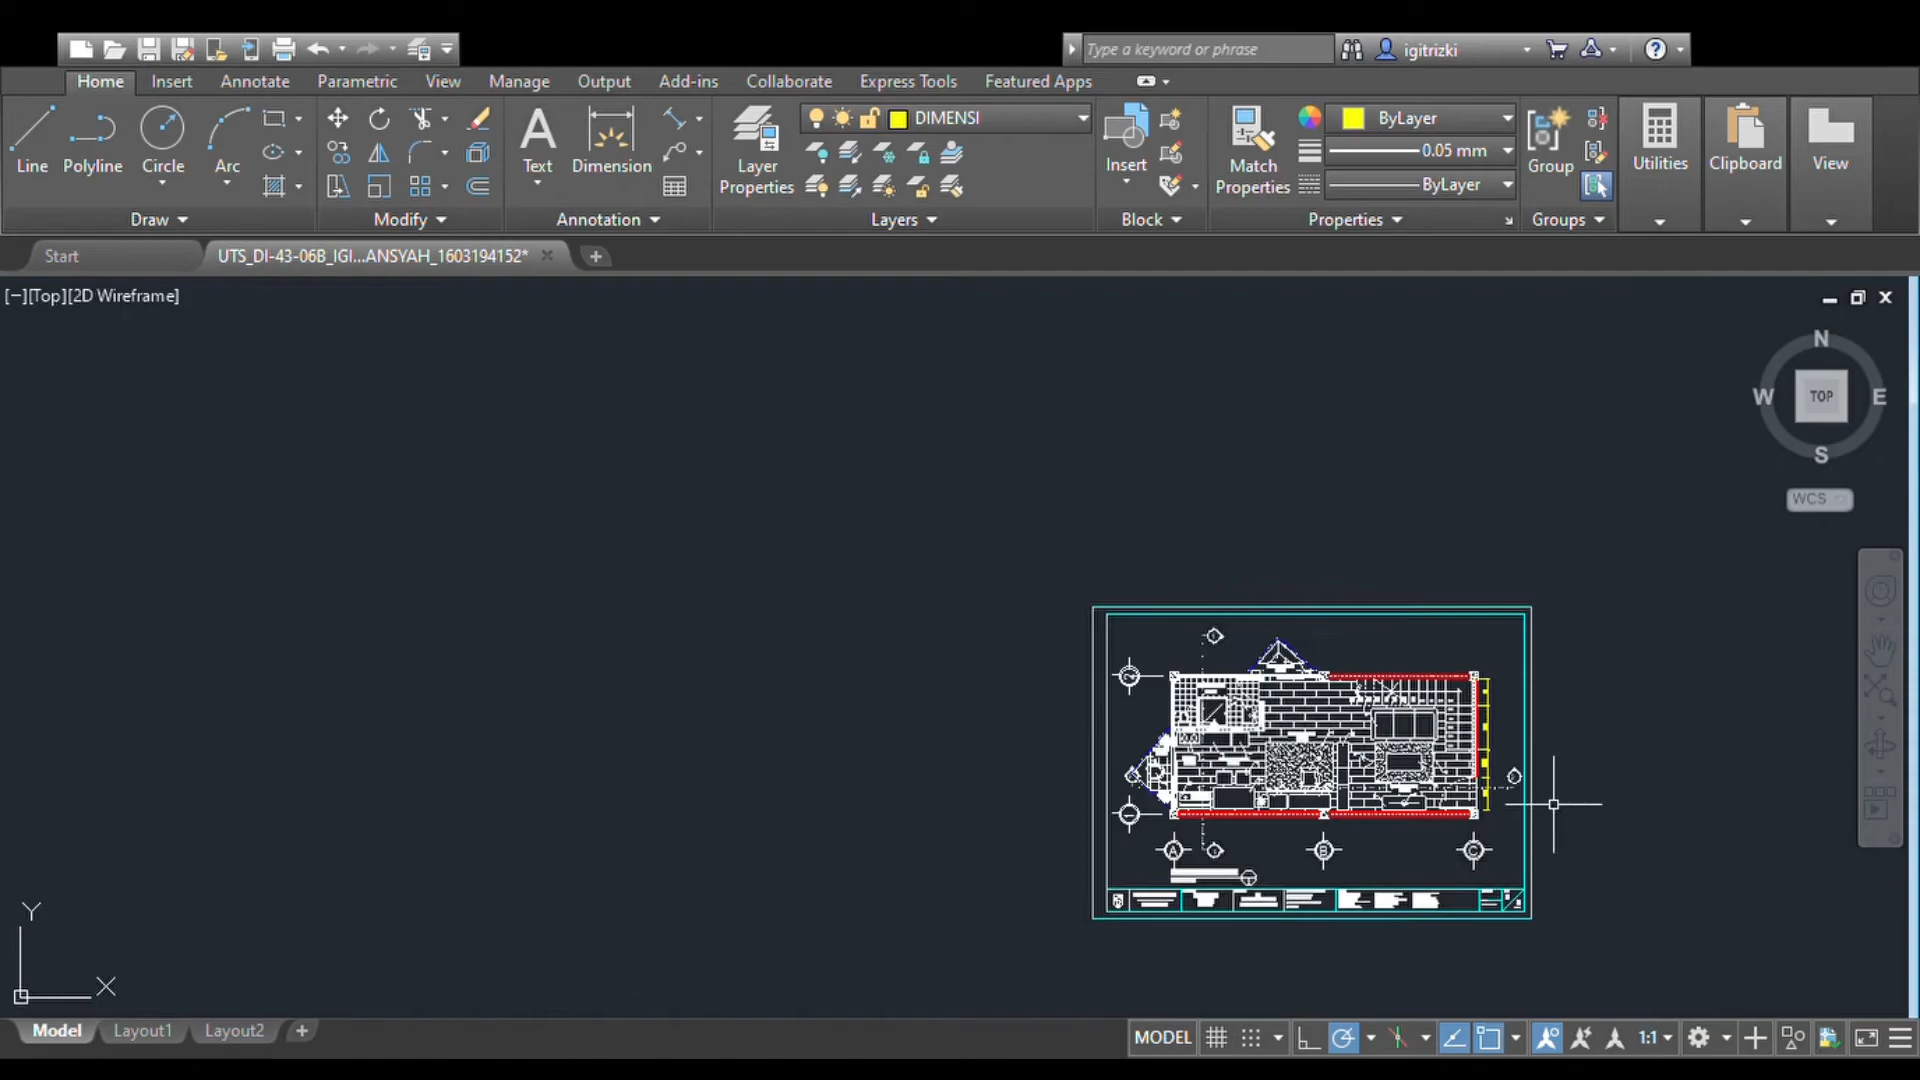 Type a keyword or phrase
igitrizki
Home
Insert
Annotate
Parametric
View
Manage
Output
Add-ins
Collaborate
Express Tools
Featured Apps
Line
Polyline
Circle
Arc
Text
Dimension
Layer
Properties
DIMENSI
Insert
Match
Properties
ByLayer
0.05 mm
ByLayer
Group
Utilities
Clipboard
View
Draw
Modify
Annotation
Layers
Block
Properties
Groups
Start
UTS_DI-43-06B_IGI...ANSYAH_1603194152*
[−][Top][2D Wireframe]
N
W
TOP
E
S
WCS
2
1
A
B
C
Y
X
Model
Layout1
Layout2
MODEL
1:1